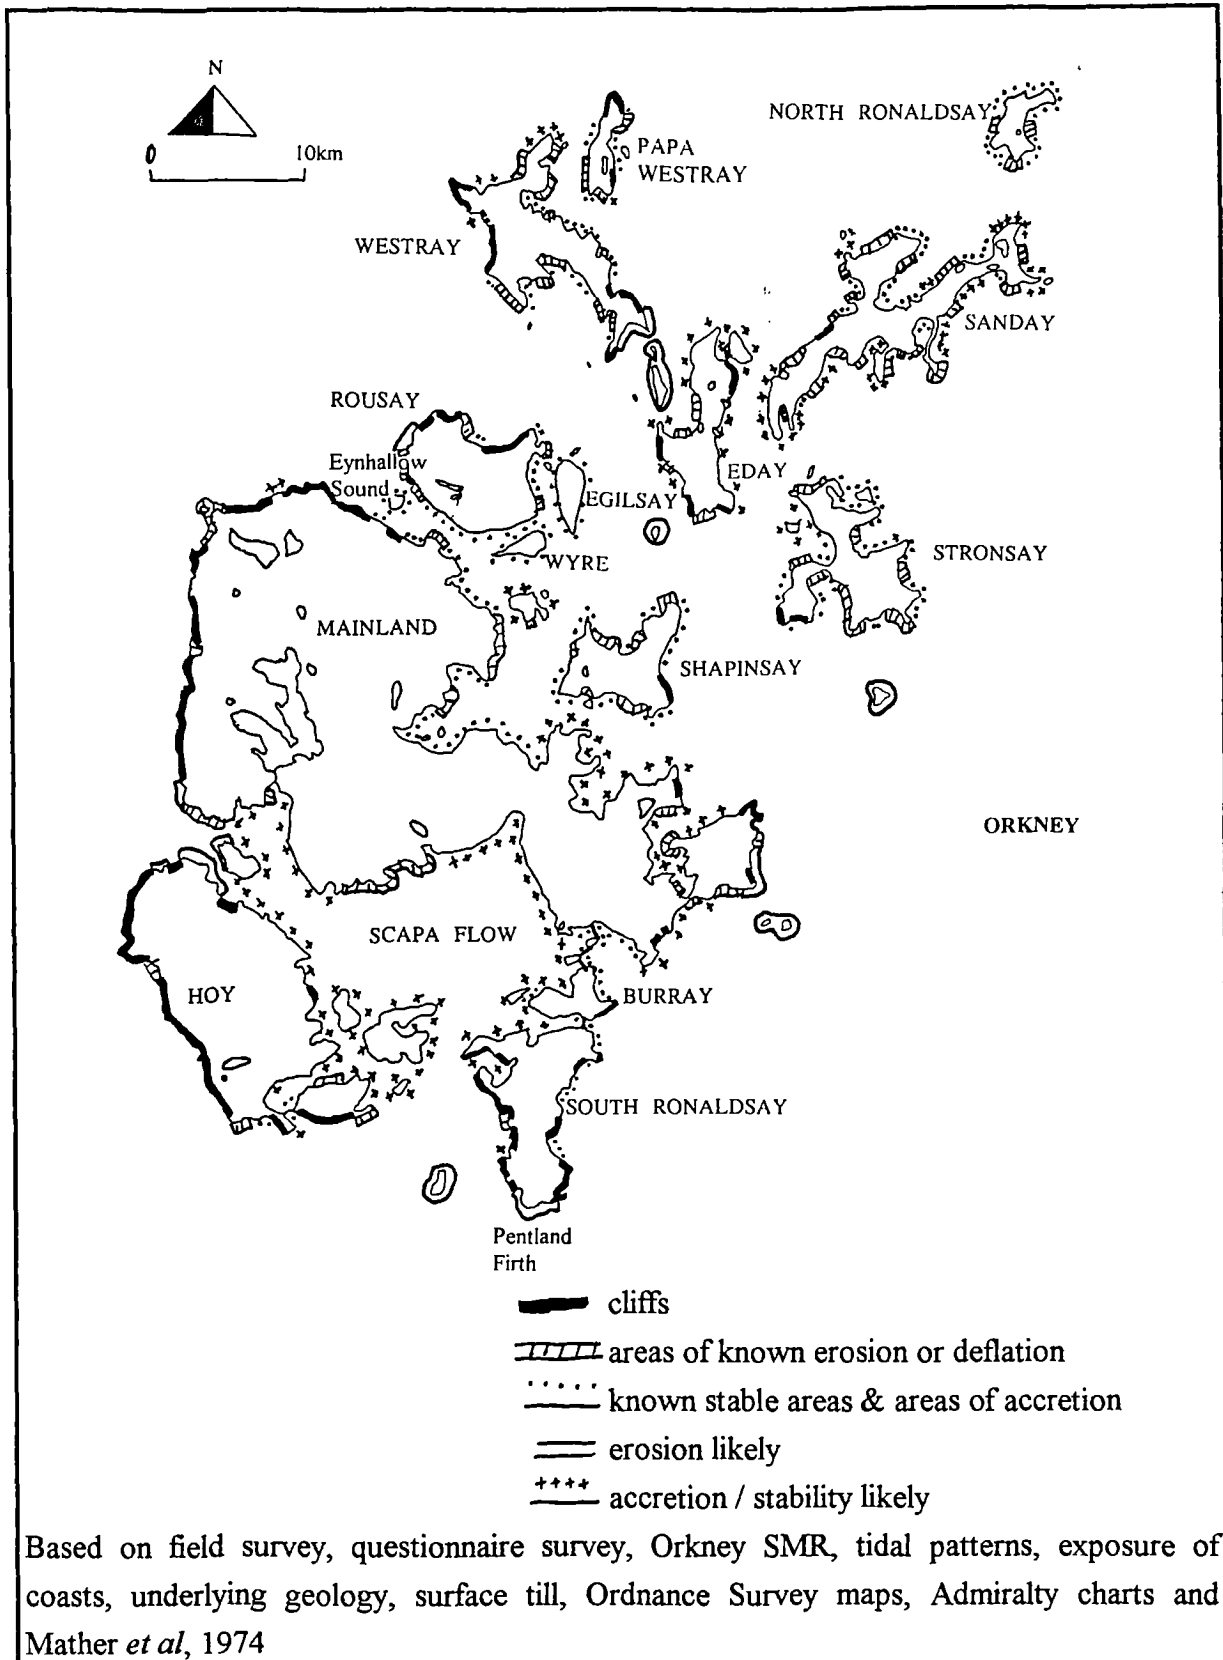 N
0
10km
NORTH RONALDSAY
PAPA
WESTRAY
WESTRAY
SANDAY
ROUSAY
Eynhallow
Sound
EGILSAY
EDAY
WYRE
STRONSAY
MAINLAND
SHAPINSAY
ORKNEY
SCAPA FLOW
HOY
BURRAY
SOUTH RONALDSAY
Pentland
Firth
cliffs
areas of known erosion or deflation
known stable areas & areas of accretion
erosion likely
accretion / stability likely
Based on field survey, questionnaire survey, Orkney SMR, tidal patterns, exposure of
coasts, underlying geology, surface till, Ordnance Survey maps, Admiralty charts and
Mather et al, 1974